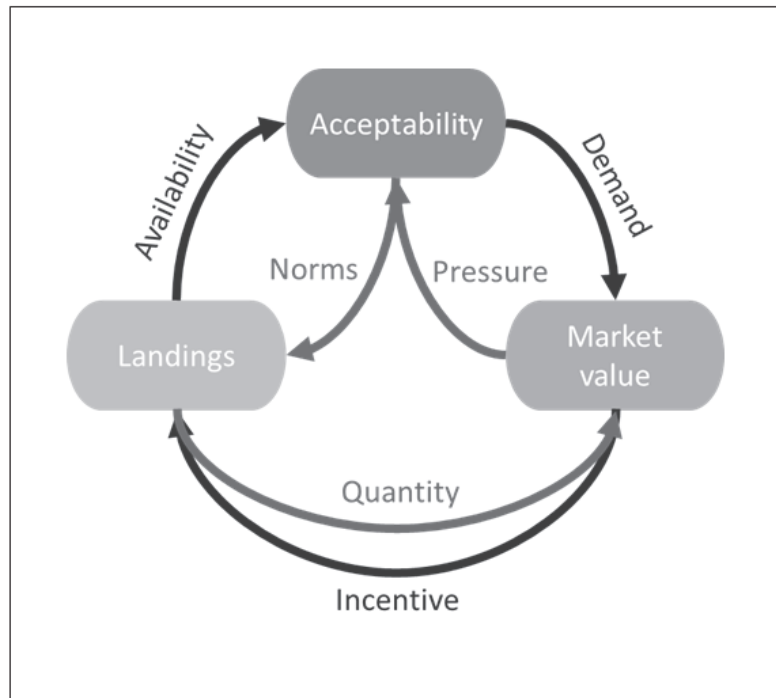 Acceptability
Availability
Demand
Norms
Pressure
Landings
Market
value
Quantity
Incentive